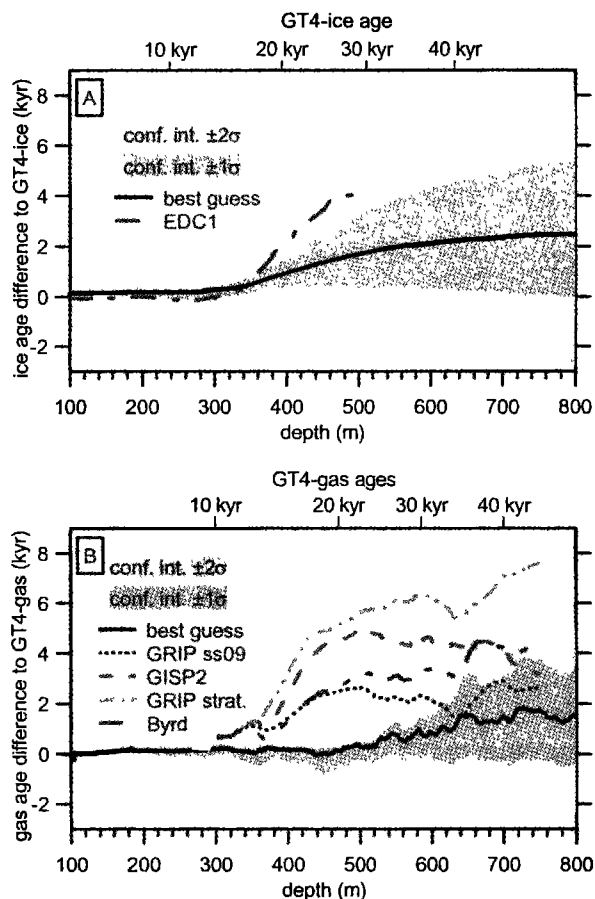 GT4-ice age
10 kyr 20 kyr 30 kyr 40 kyr
A
ice age difference to GT4-ice (kyr)
8
6
4
2
0
-2
conf. int. ±2σ
conf. int. ±1σ
best guess
EDC1
100 200 300 400 500 600 700 800
depth (m)
GT4-gas ages
10 kyr 20 kyr 30 kyr 40 kyr
B
gas age difference to GT4-gas (kyr)
8
6
4
2
0
-2
conf. int. ±2σ
conf. int ±1σ
best guess
GRIP ss09
GISP2
GRIP strat.
Byrd
100 200 300 400 500 600 700 800
depth (m)